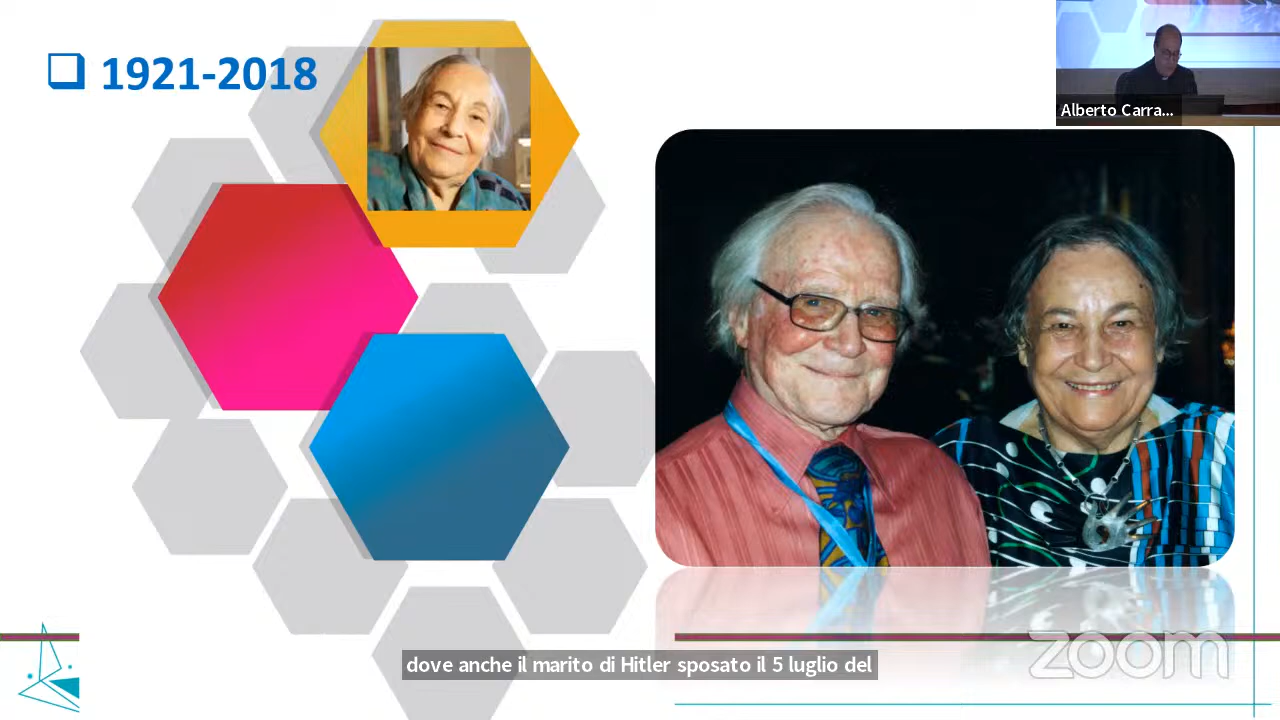 1921-2018
Alberto Carra...
zoom
dove anche il marito di Hitler sposato il 5 luglio del